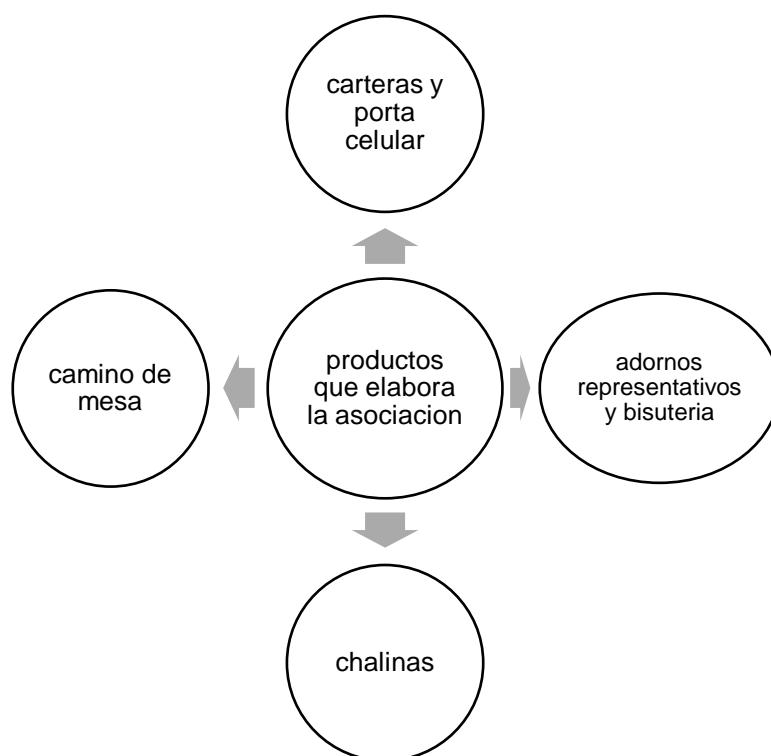 carteras y
porta
celular
camino de
mesa
productos
que elabora
la asociacion
adornos
representativos
y bisuteria
chalinas